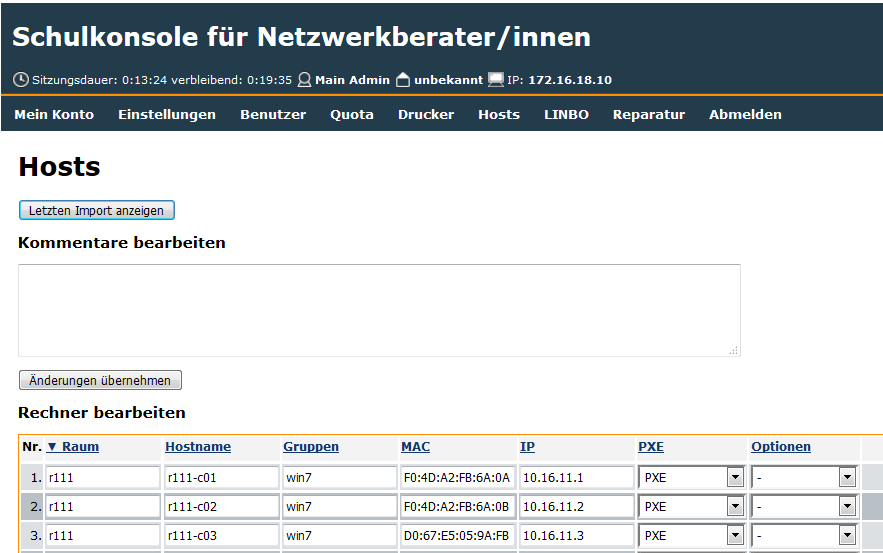 Schulkonsole für Netzwerkberater/innen
Sitzungsdauer: 0:13:24 verbleibend: 0:19:35 Main Admin unbekannt IP: 172.16.18.10
Mein Konto Einstellungen Benutzer Quota Drucker Hosts LINBO Reparatur Abmelden
Hosts
Letzten Import anzeigen
Kommentare bearbeiten
Änderungen übernehmen
Rechner bearbeiten
Nr. ▼ Raum Hostname Gruppen MAC IP PXE Optionen
1. r111 r111-c01 win7 F0:4D:A2:FB:6A:0A 10.16.11.1 PXE -
2. r111 r111-c02 win7 F0:4D:A2:FB:6A:0B 10.16.11.2 PXE -
3. r111 r111-c03 win7 D0:67:E5:05:9A:FB 10.16.11.3 PXE -